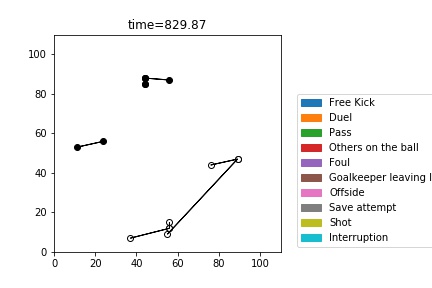 time=829.87
100
80
60
40
20
0
0 20 40 60 80 100
Free Kick
Duel
Pass
Others on the ball
Foul
Goalkeeper leaving l
Offside
Save attempt
Shot
Interruption